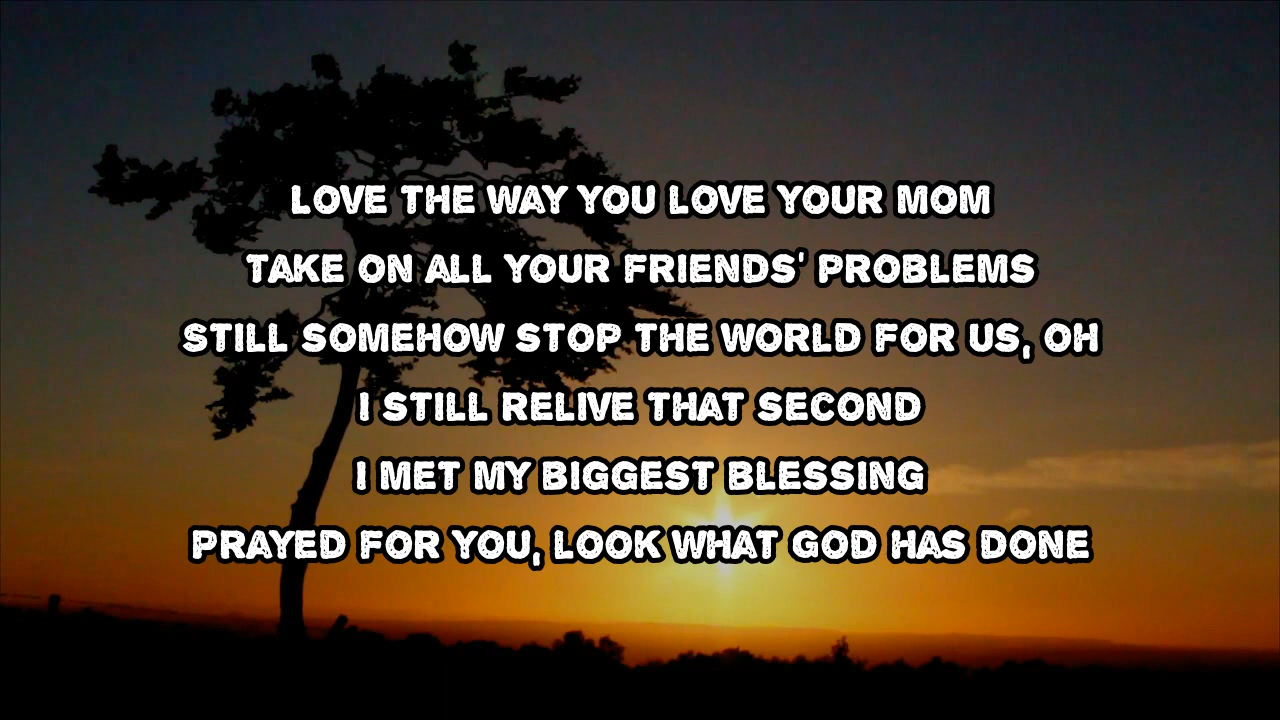 LOVE THE WAY YOU LOVE YOUR MOM
TAKE ON ALL YOUR FRIENDS' PROBLEMS
STILL SOMEHOW STOP THE WORLD FOR US, OH
I STILL RELIVE THAT SECOND
I MET MY BIGGEST BLESSING
PRAYED FOR YOU, LOOK WHAT GOD HAS DONE